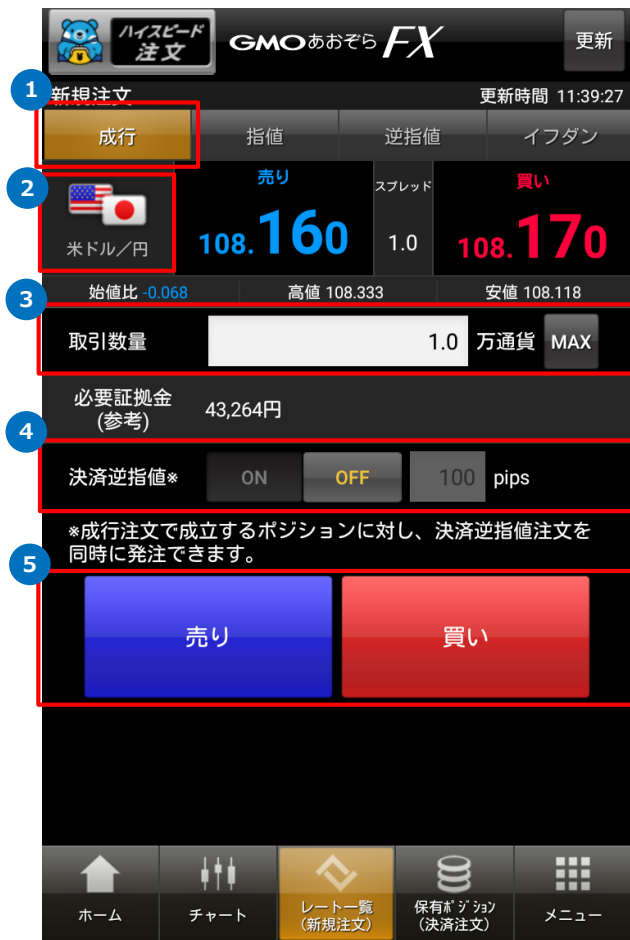 ハイスピード
注文
GMOあおぞらFX
更新
1
新規注文
更新時間 11:39:27
成行
指値
逆指値
イフダン
2
米ドル／円
売り
108.160
スプレッド
1.0
買い
108.170
3
始値比 -0.068
高値 108.333
安値 108.118
取引数量
1.0
万通貨
MAX
必要証拠金
(参考)
43,264円
4
決済逆指値※
ON
OFF
100
pips
※成行注文で成立するポジションに対し、決済逆指値注文を
同時に発注できます。
5
売り
買い
ホーム
チャート
レート一覧
(新規注文)
保有ﾎﾟｼﾞｼｮﾝ
(決済注文)
メニュー